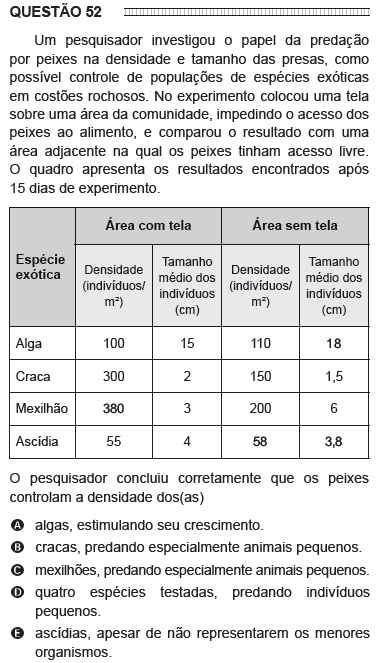 QUESTÃO 52
Um pesquisador investigou o papel da predação
por peixes na densidade e tamanho das presas, como
possível controle de populações de espécies exóticas
em costões rochosos. No experimento colocou uma tela
sobre uma área da comunidade, impedindo o acesso dos
peixes ao alimento, e comparou o resultado com uma
área adjacente na qual os peixes tinham acesso livre.
O quadro apresenta os resultados encontrados após
15 dias de experimento.
Espécie exótica
Área com tela
Área sem tela
Densidade (indivíduos/ m²)
Tamanho médio dos indivíduos (cm)
Densidade (indivíduos/ m²)
Tamanho médio dos indivíduos (cm)
Alga 100 15 110 18
Craca 300 2 150 1,5
Mexilhão 380 3 200 6
Ascídia 55 4 58 3,8
O pesquisador concluiu corretamente que os peixes
controlam a densidade dos(as)
A algas, estimulando seu crescimento.
B cracas, predando especialmente animais pequenos.
C mexilhões, predando especialmente animais pequenos.
D quatro espécies testadas, predando indivíduos
pequenos.
E ascídias, apesar de não representarem os menores
organismos.